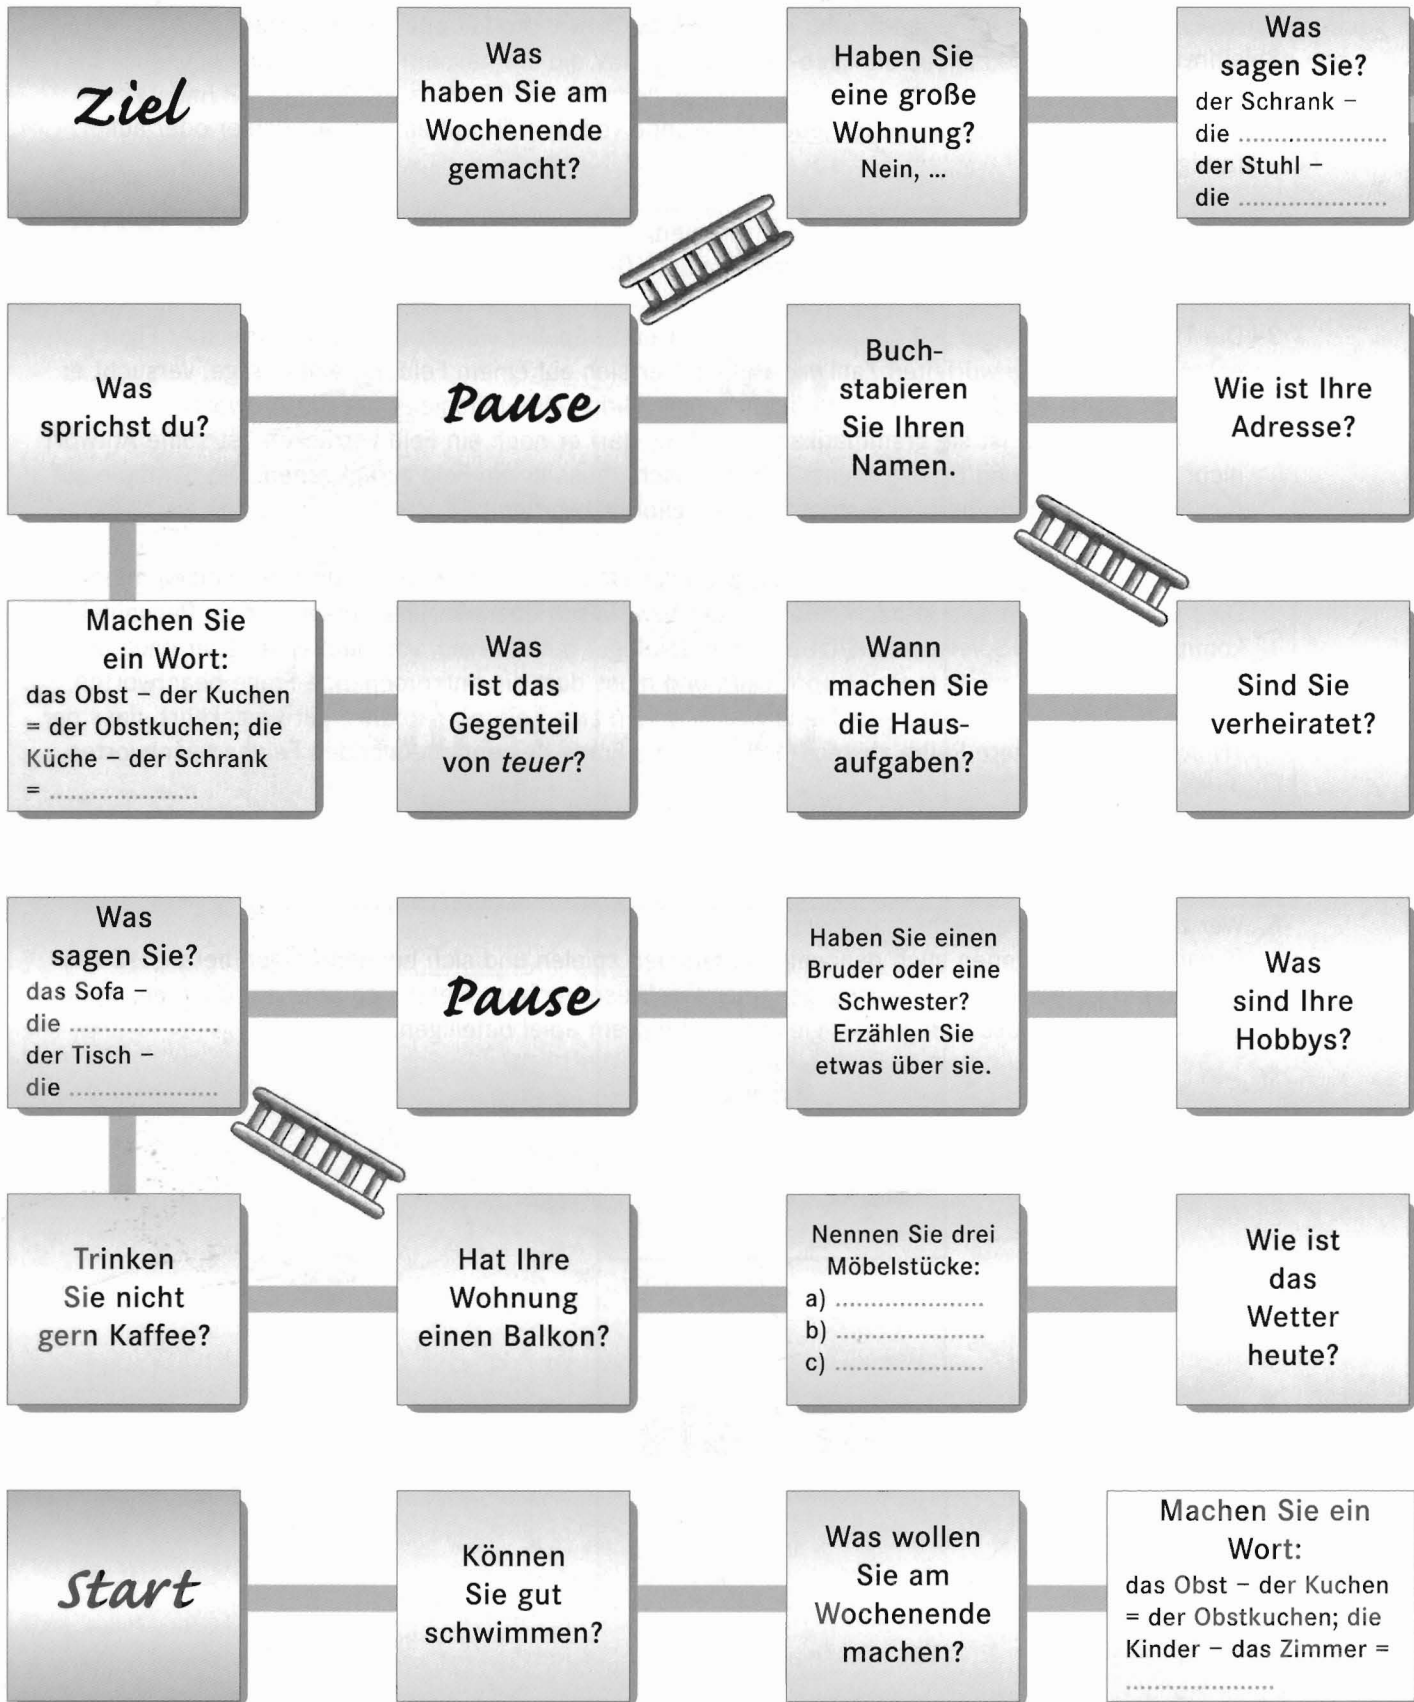 Ziel
Was
haben Sie am
Wochenende
gemacht?
Haben Sie
eine große
Wohnung?
Nein, ...
Was
sagen Sie?
der Schrank –
die .....................
der Stuhl –
die .....................
Was
sprichst du?
Pause
Buch-
stabieren
Sie Ihren
Namen.
Wie ist Ihre
Adresse?
Machen Sie
ein Wort:
das Obst – der Kuchen
= der Obstkuchen; die
Küche – der Schrank
= .....................
Was
ist das
Gegenteil
von teuer?
Wann
machen Sie
die Haus-
aufgaben?
Sind Sie
verheiratet?
Was
sagen Sie?
das Sofa –
die .....................
der Tisch –
die .....................
Pause
Haben Sie einen
Bruder oder eine
Schwester?
Erzählen Sie
etwas über sie.
Was
sind Ihre
Hobbys?
Trinken
Sie nicht
gern Kaffee?
Hat Ihre
Wohnung
einen Balkon?
Nennen Sie drei
Möbelstücke:
a) .....................
b) .....................
c) .....................
Wie ist
das
Wetter
heute?
Start
Können
Sie gut
schwimmen?
Was wollen
Sie am
Wochenende
machen?
Machen Sie ein
Wort:
das Obst – der Kuchen
= der Obstkuchen; die
Kinder – das Zimmer =
.....................